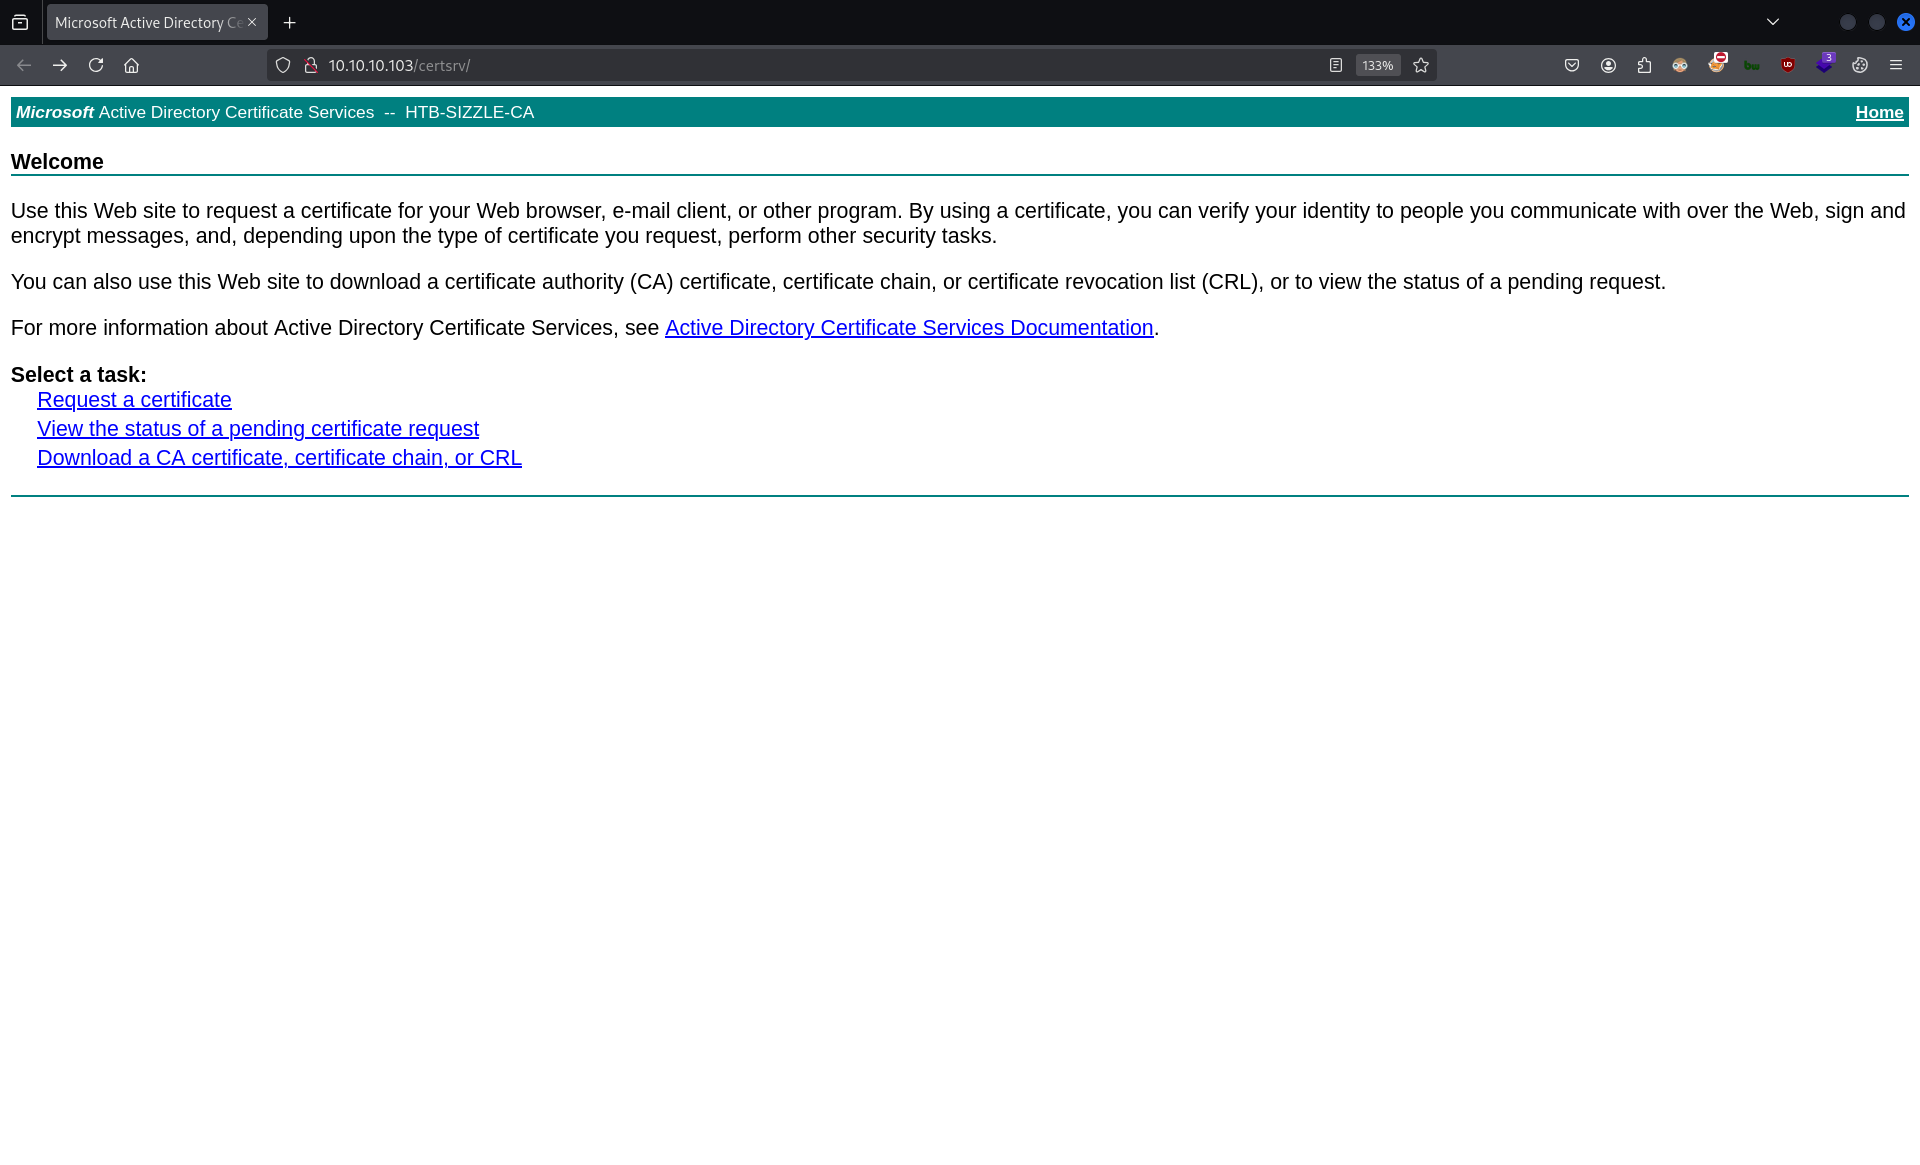 Microsoft Active Directory Ce
10.10.10.103/certsrv/
133%
3
Microsoft Active Directory Certificate Services -- HTB-SIZZLE-CA
Home
Welcome
Use this Web site to request a certificate for your Web browser, e-mail client, or other program. By using a certificate, you can verify your identity to people you communicate with over the Web, sign and
encrypt messages, and, depending upon the type of certificate you request, perform other security tasks.
You can also use this Web site to download a certificate authority (CA) certificate, certificate chain, or certificate revocation list (CRL), or to view the status of a pending request.
For more information about Active Directory Certificate Services, see Active Directory Certificate Services Documentation.
Select a task:
Request a certificate
View the status of a pending certificate request
Download a CA certificate, certificate chain, or CRL